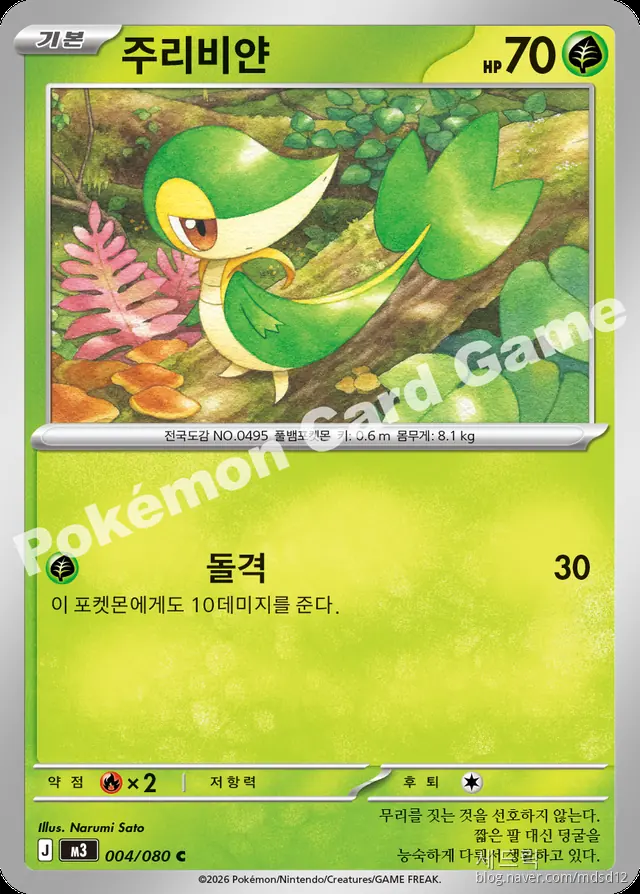 기본
주리비얀
HP 70
전국도감 NO.0495 풀뱀포켓몬 키: 0.6 m 몸무게: 8.1 kg
Pokémon Card Game
돌격 30
이 포켓몬에게도 10데미지를 준다.
약점 ×2 저항력 후퇴
무리를 짓는 것을 선호하지 않는다.
짧은 팔 대신 덩굴을
능숙하게 다뤄서 생활하고 있다.
Illus. Narumi Sato
J M3 004/080 C
©2026 Pokémon/Nintendo/Creatures/GAME FREAK.
blog.naver.com/mdsd12